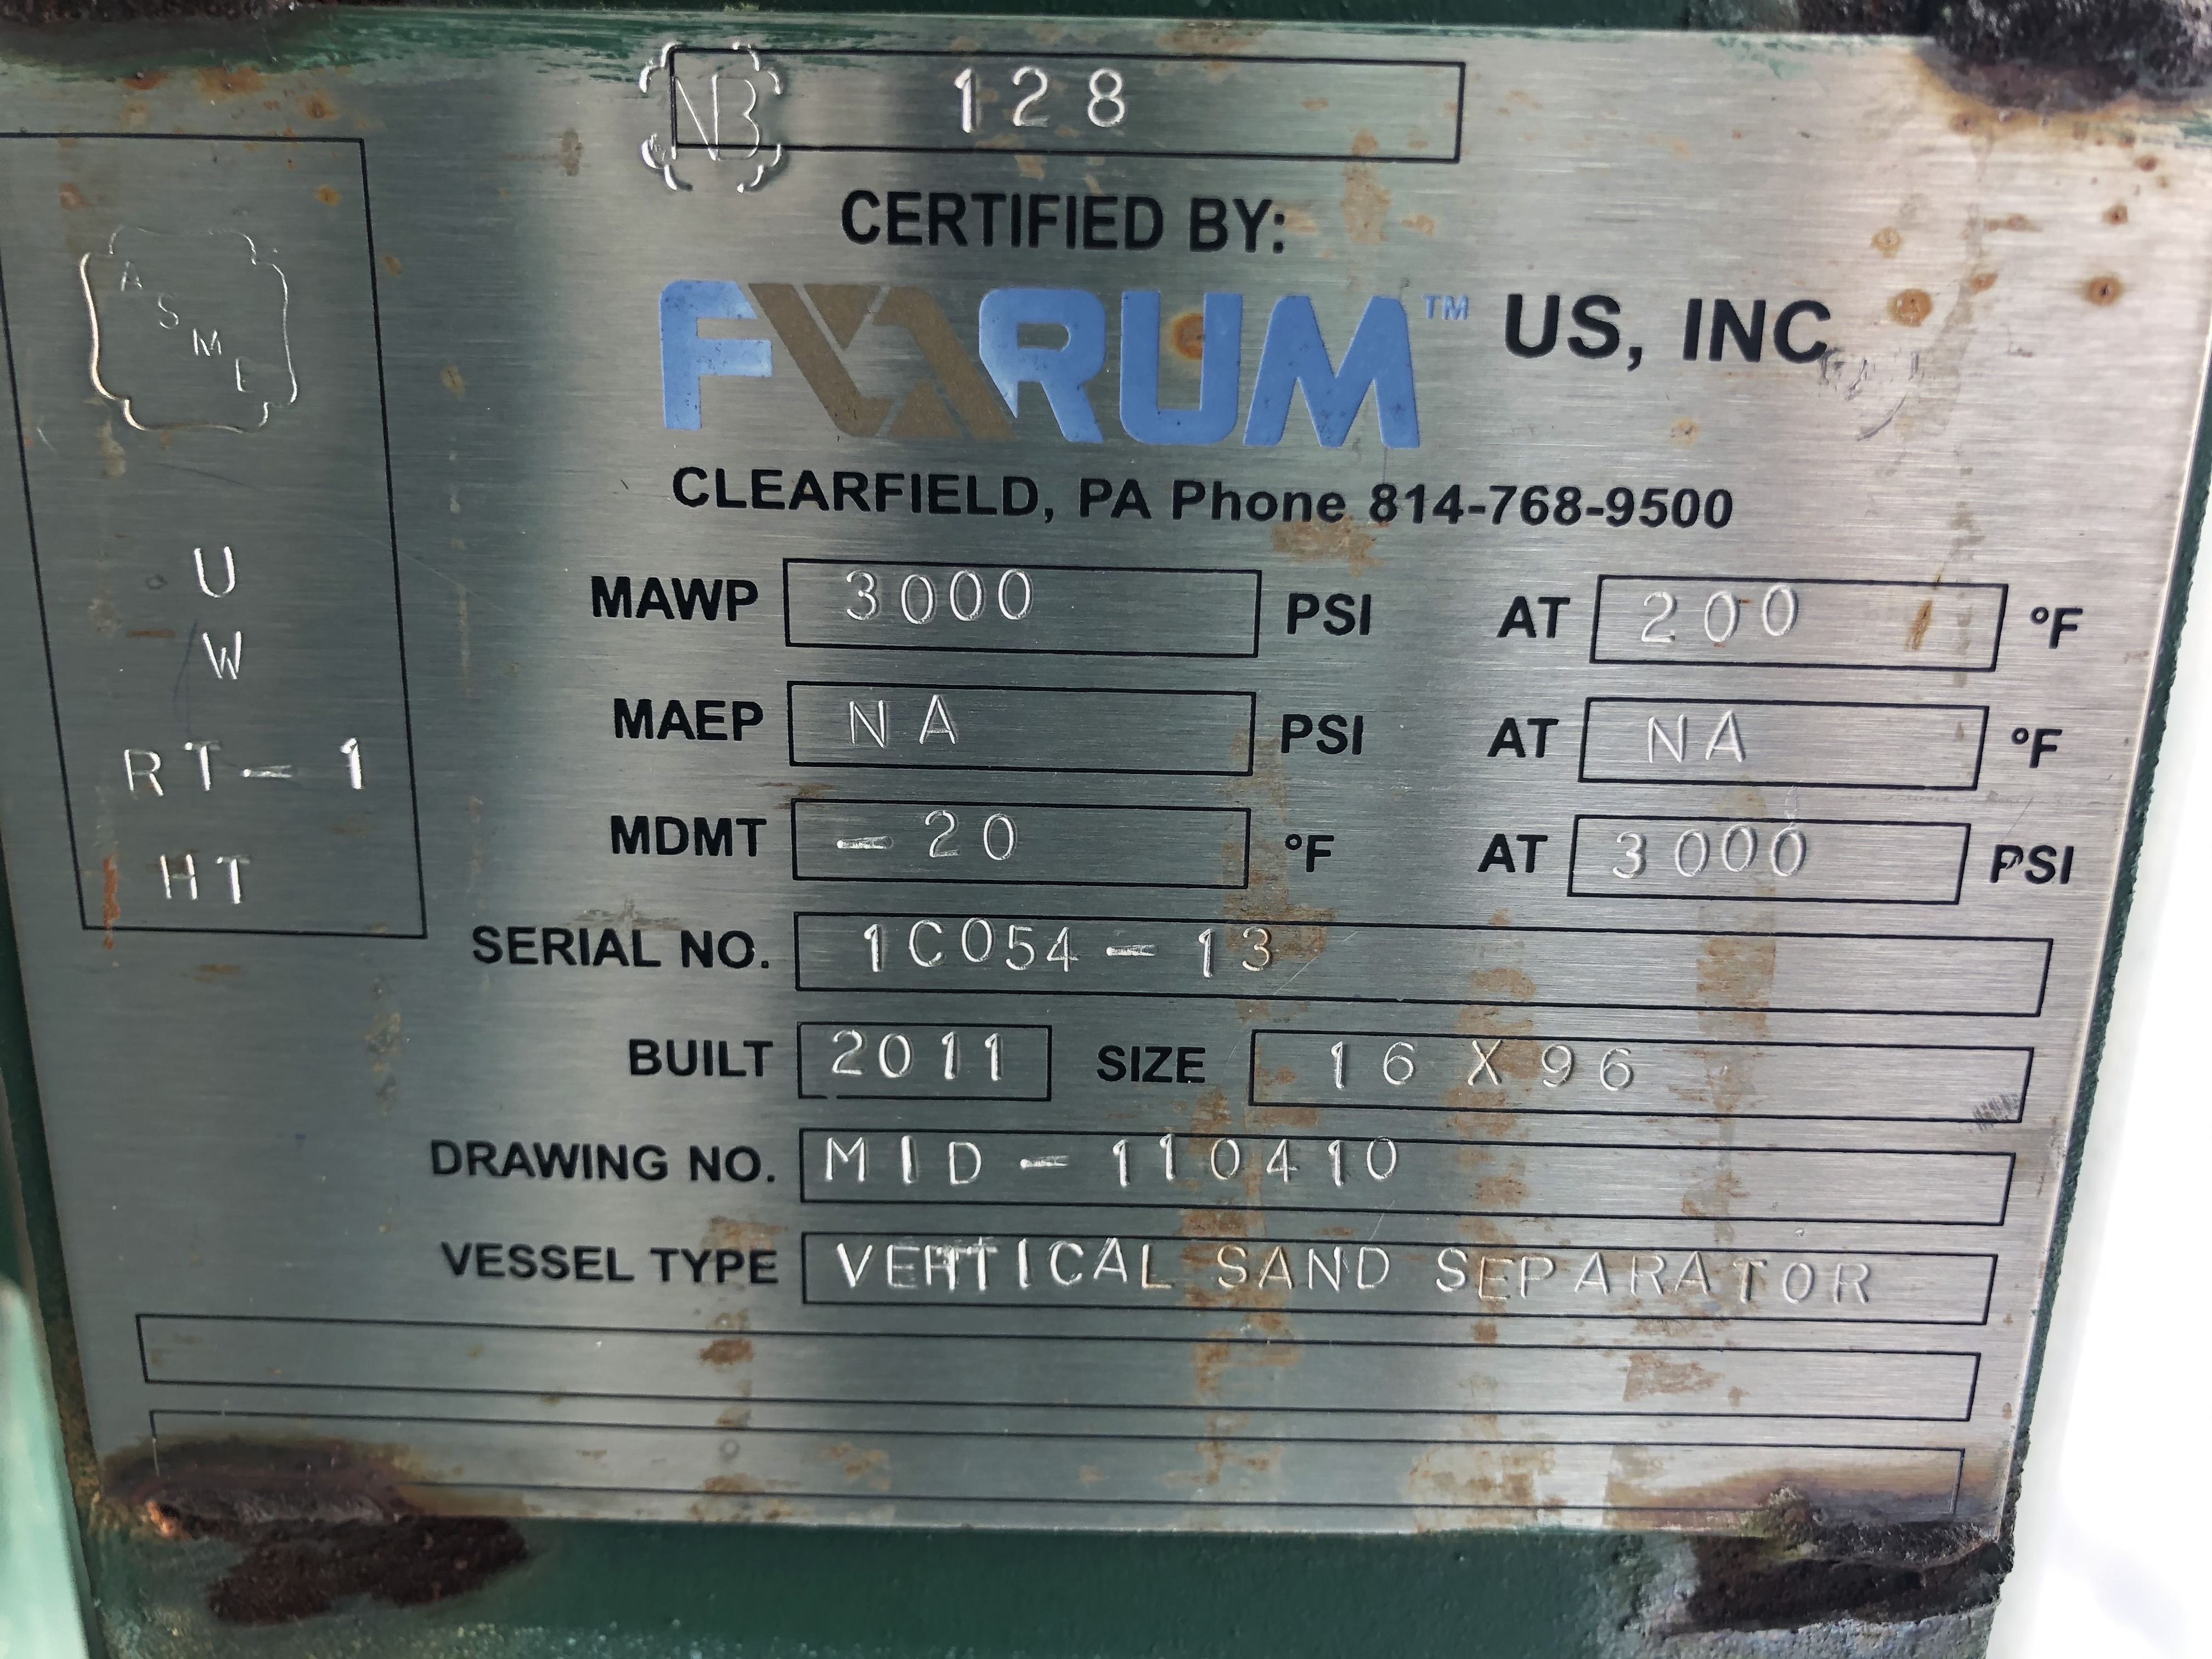 NB 128
CERTIFIED BY:
FORUM™ US, INC
CLEARFIELD, PA Phone 814-768-9500
ASME
U
W
RT-1
HT
MAWP 3000 PSI AT 200 °F
MAEP NA PSI AT NA °F
MDMT -20 °F AT 3000 PSI
SERIAL NO. 1C054-13
BUILT 2011 SIZE 16 X 96
DRAWING NO. MID-110410
VESSEL TYPE VERTICAL SAND SEPARATOR